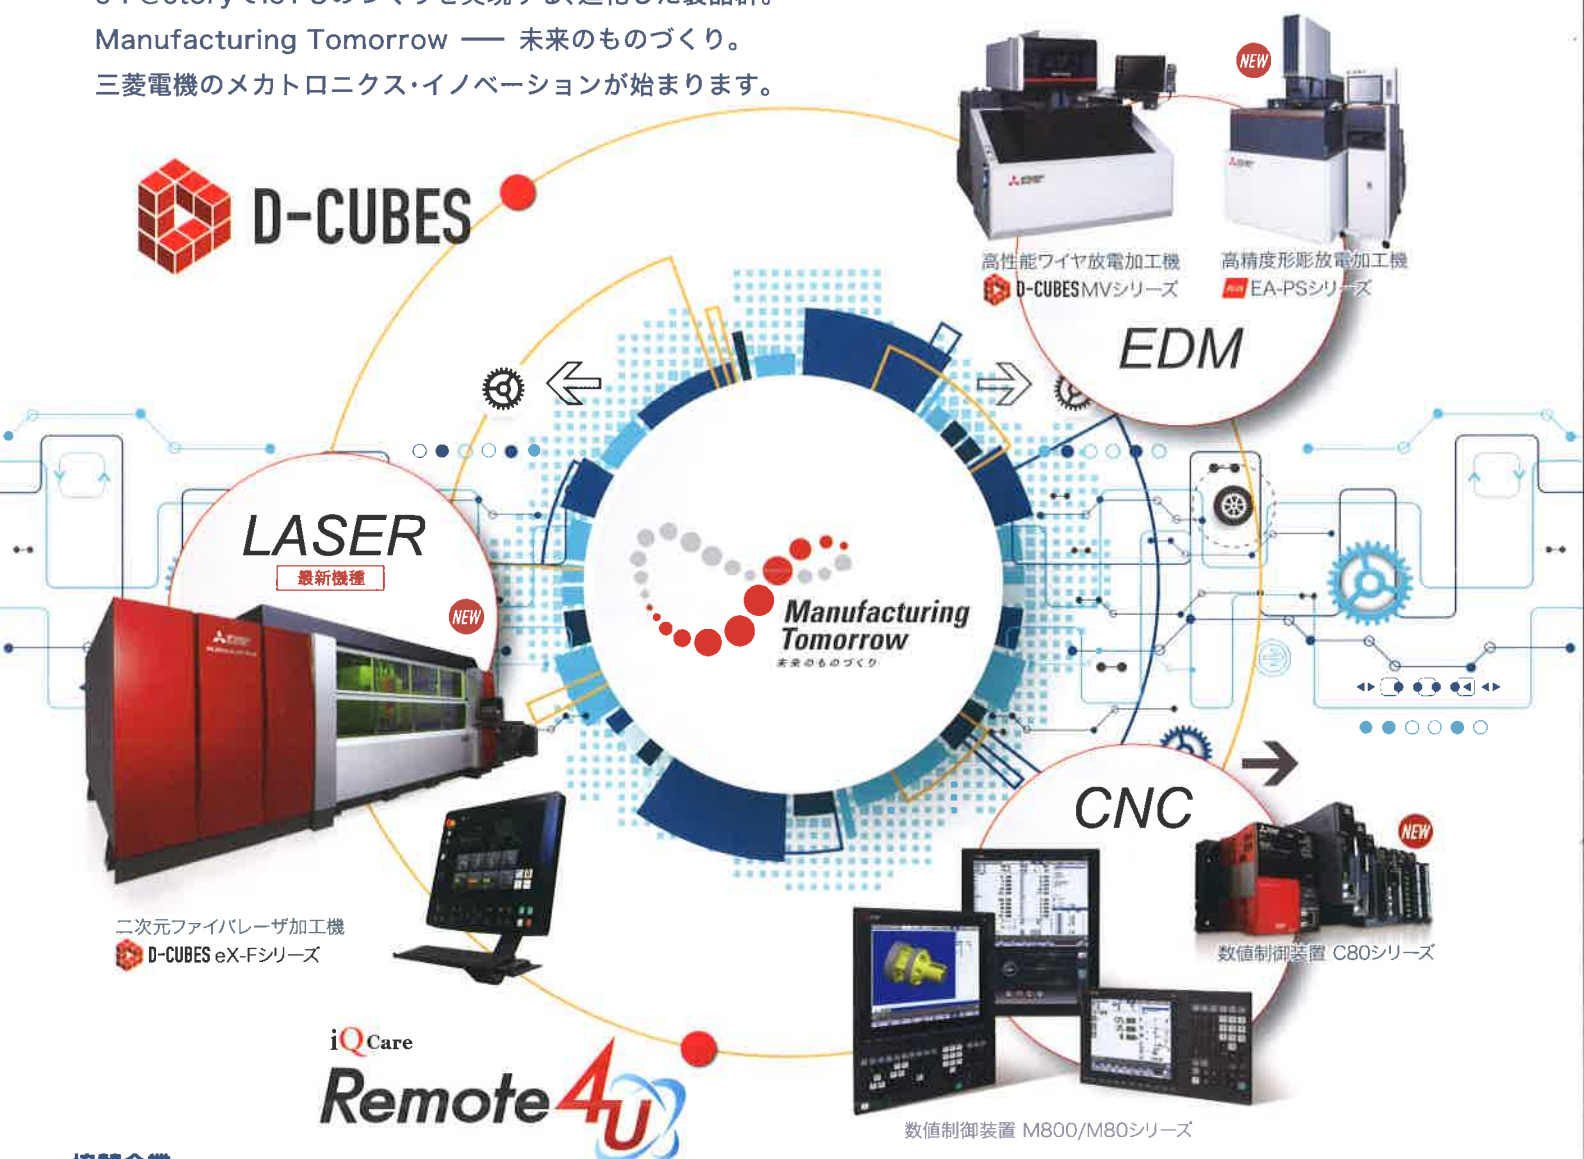 Manufacturing Tomorrow ── 未来のものづくり。
三菱電機のメカトロニクス・イノベーションが始まります。
D-CUBES
NEW
高性能ワイヤ放電加工機
D-CUBES MVシリーズ
高精度形彫放電加工機
EA-PSシリーズ
EDM
LASER
最新機種
NEW
Manufacturing
Tomorrow
未来のものづくり
CNC
NEW
二次元ファイバレーザ加工機
D-CUBES eX-Fシリーズ
数値制御装置 C80シリーズ
iQ Care
Remote4U
数値制御装置 M800/M80シリーズ